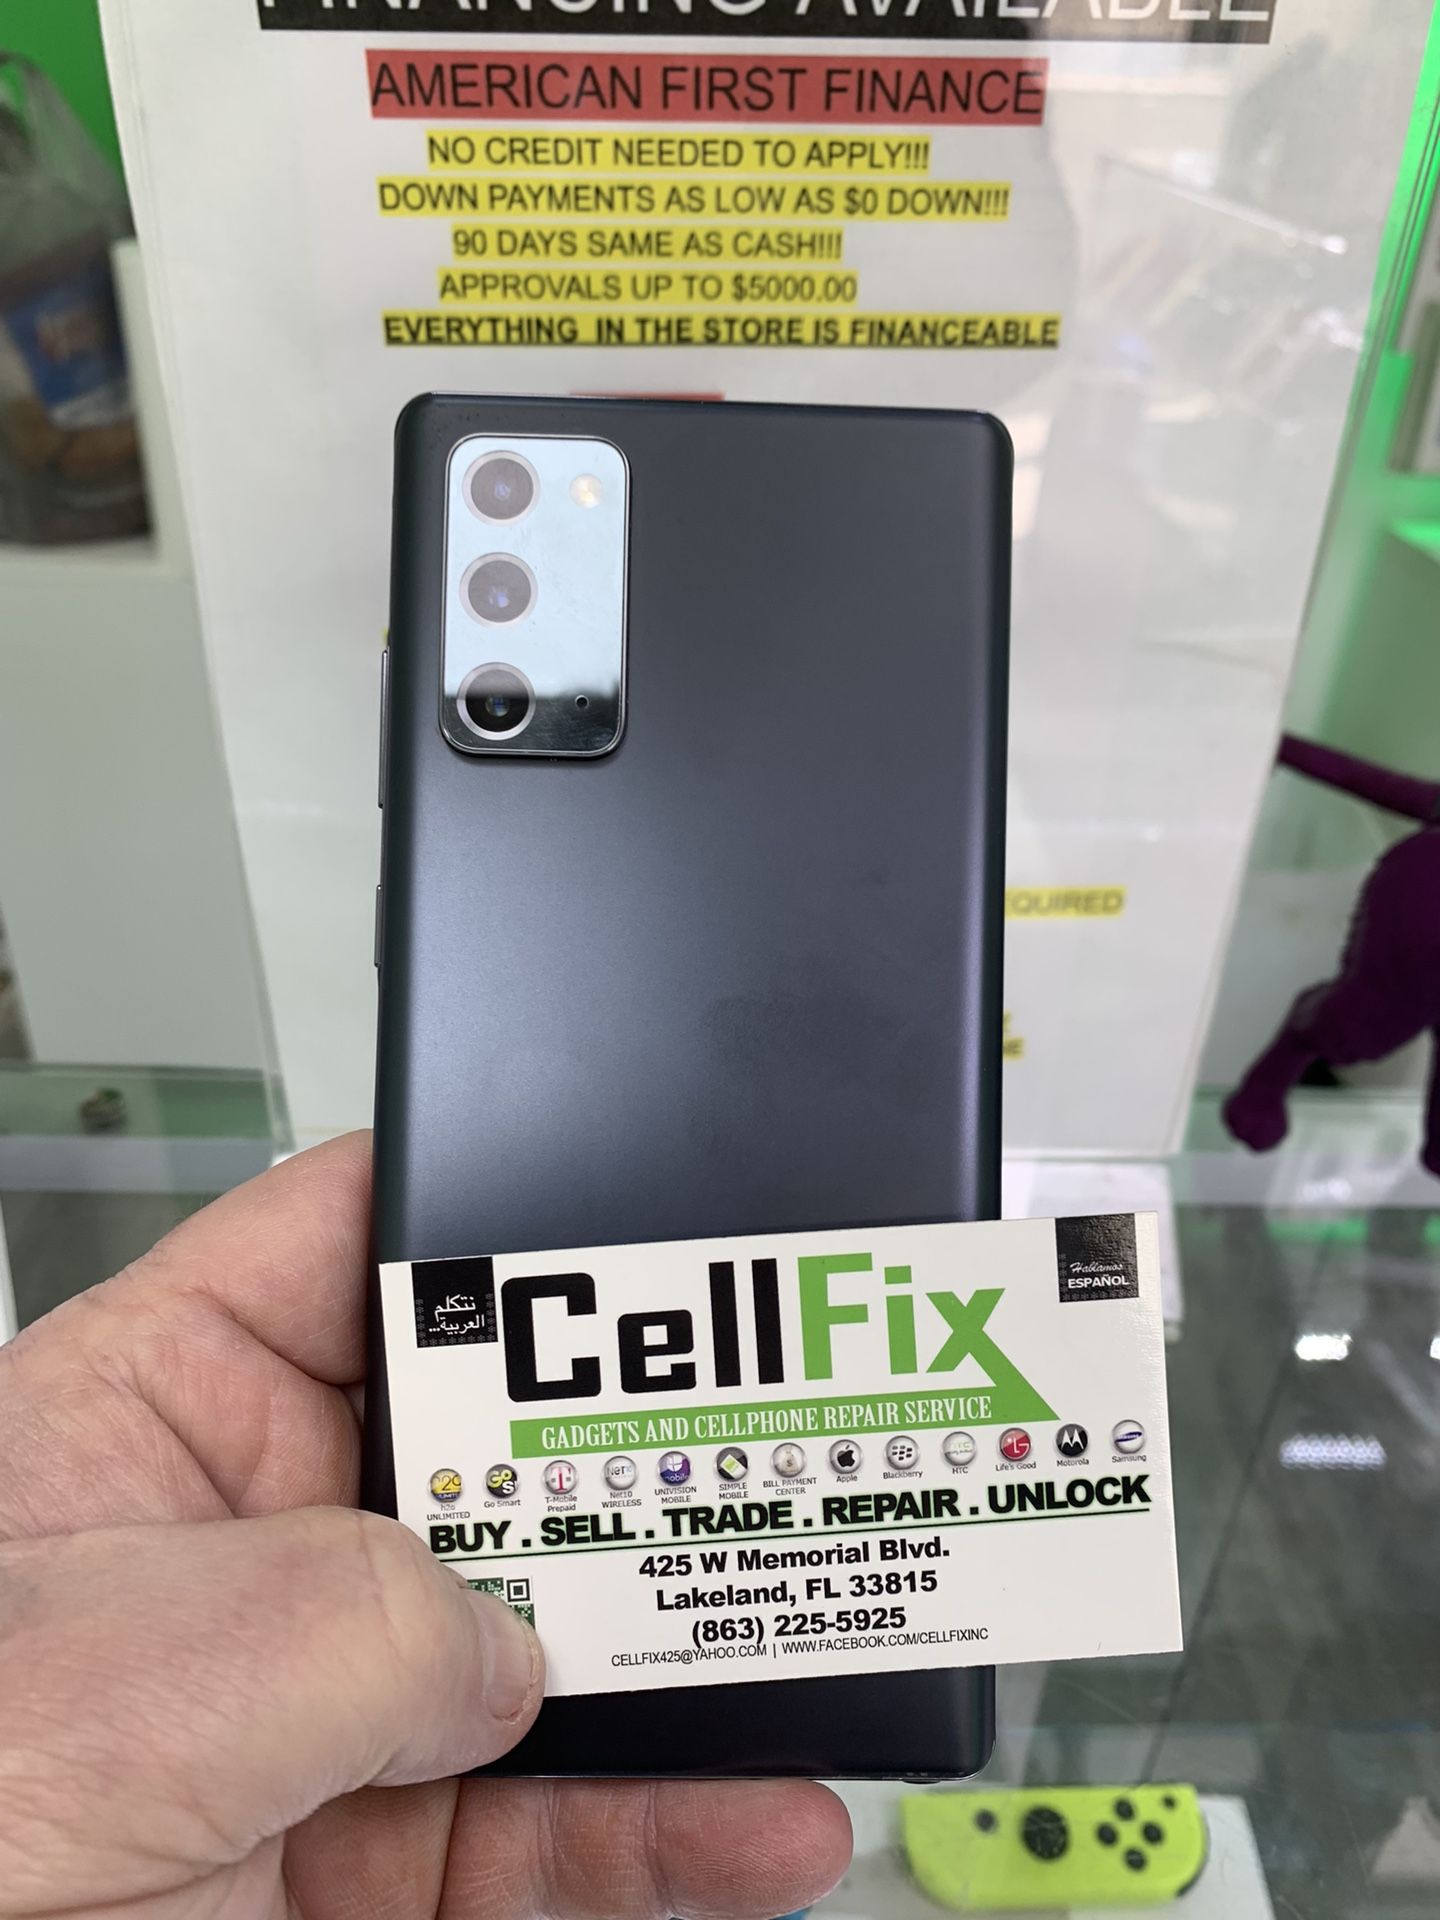 FINANCING AVAILABLE
AMERICAN FIRST FINANCE
NO CREDIT NEEDED TO APPLY!!!
DOWN PAYMENTS AS LOW AS $0 DOWN!!!
90 DAYS SAME AS CASH!!!
APPROVALS UP TO $5000.00
EVERYTHING IN THE STORE IS FINANCEABLE
نتكلم
العربية...
CellFix
Hablamos
ESPAÑOL
GADGETS AND CELLPHONE REPAIR SERVICE
h2o UNLIMITED
Go Smart
T-Mobile Prepaid
Net10 WIRELESS
UNIVISION MOBILE
SIMPLE MOBILE
BILL PAYMENT CENTER
Apple
Blackberry
HTC
Life's Good
Motorola
Samsung
BUY . SELL . TRADE . REPAIR . UNLOCK
425 W Memorial Blvd.
Lakeland, FL 33815
(863) 225-5925
CELLFIX425@YAHOO.COM | WWW.FACEBOOK.COM/CELLFIXINC